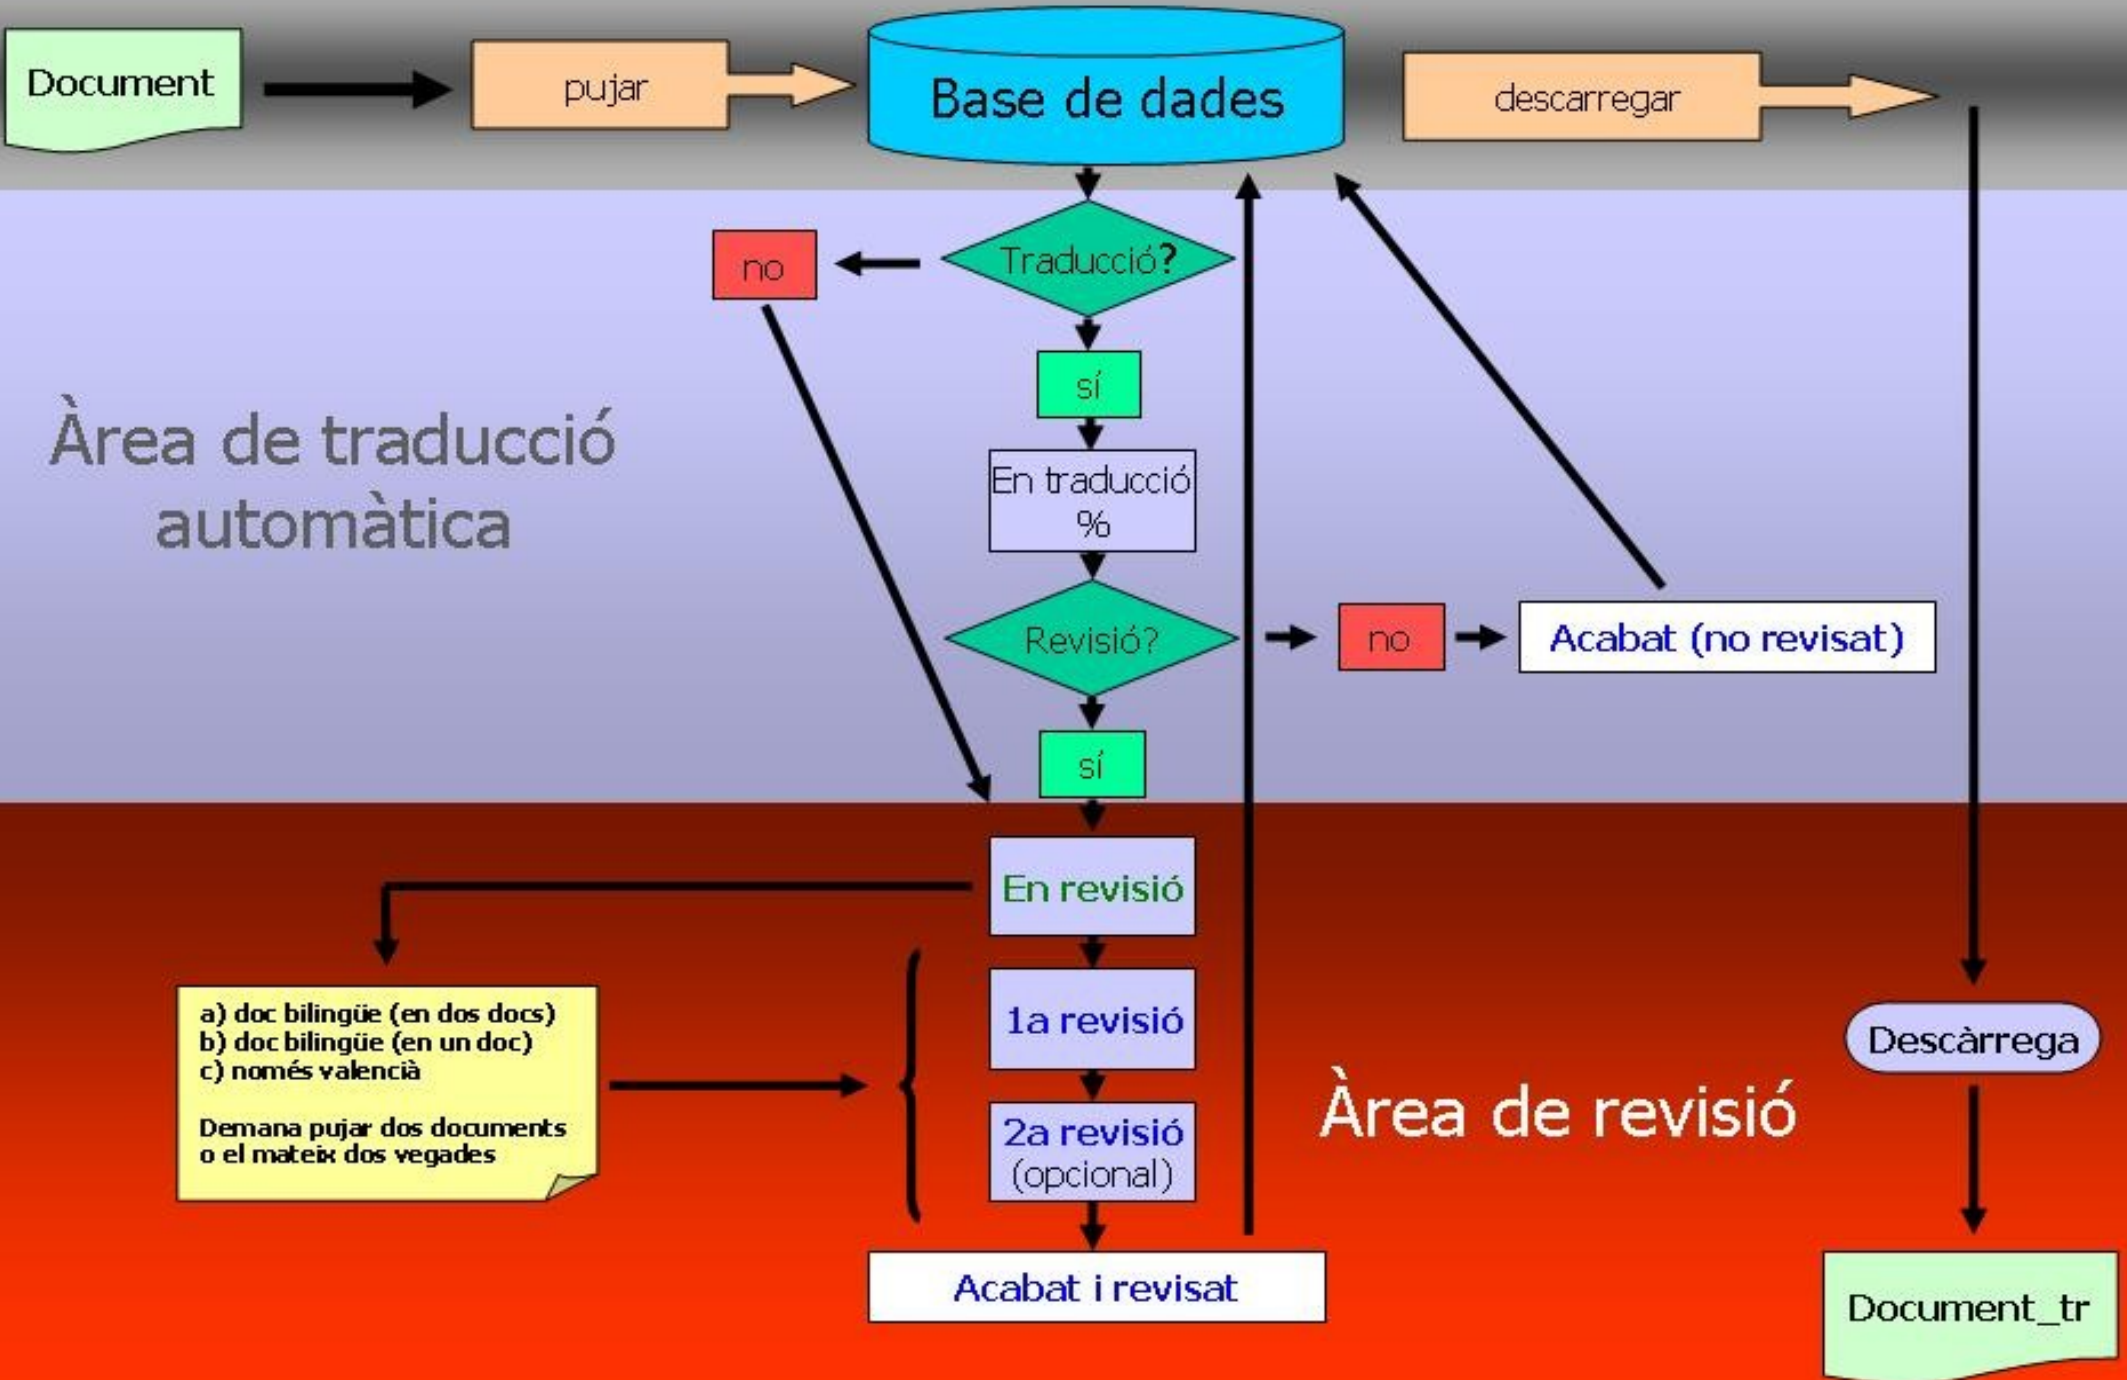 Document
pujar
Base de dades
descarregar
Traducció?
no
sí
Àrea de traducció
automàtica
En traducció
%
Revisió?
no
Acabat (no revisat)
sí
En revisió
a) doc bilingüe (en dos docs)
b) doc bilingüe (en un doc)
c) només valencià
Demana pujar dos documents
o el mateix dos vegades
1a revisió
2a revisió
(opcional)
Àrea de revisió
Descàrrega
Acabat i revisat
Document_tr